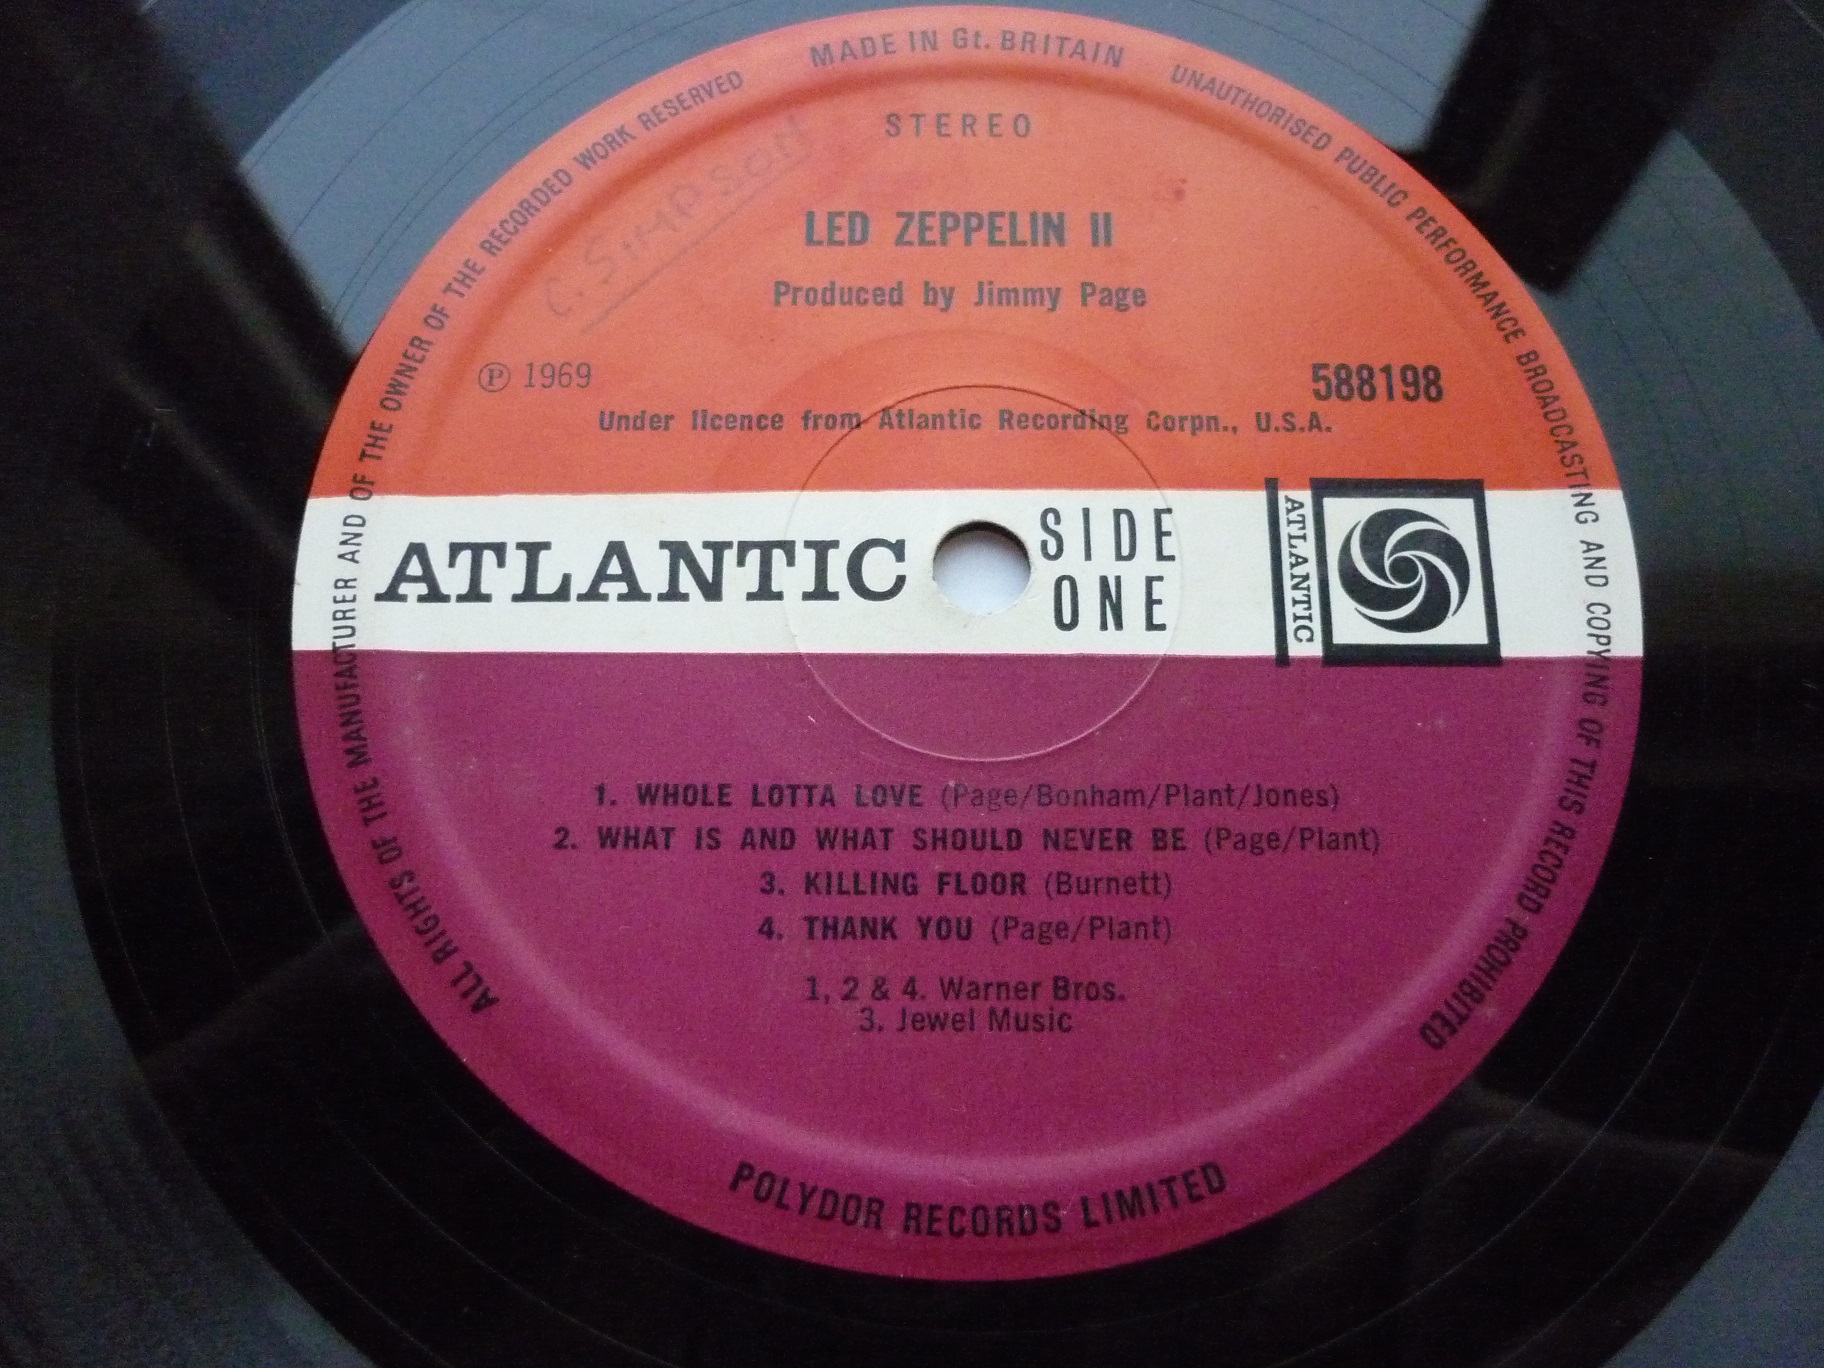 MADE IN Gt. BRITAIN
UNAUTHORISED PUBLIC PERFORMANCE BROADCASTING AND COPYING OF THIS RECORD PROHIBITED
ALL RIGHTS OF THE MANUFACTURER AND OF THE OWNER OF THE RECORDED WORK RESERVED
STEREO
C. SIMPSON
LED ZEPPELIN II
Produced by Jimmy Page
℗ 1969
588198
Under licence from Atlantic Recording Corpn., U.S.A.
ATLANTIC
SIDE
ONE
ATLANTIC
1. WHOLE LOTTA LOVE (Page/Bonham/Plant/Jones)
2. WHAT IS AND WHAT SHOULD NEVER BE (Page/Plant)
3. KILLING FLOOR (Burnett)
4. THANK YOU (Page/Plant)
1, 2 & 4. Warner Bros.
3. Jewel Music
POLYDOR RECORDS LIMITED